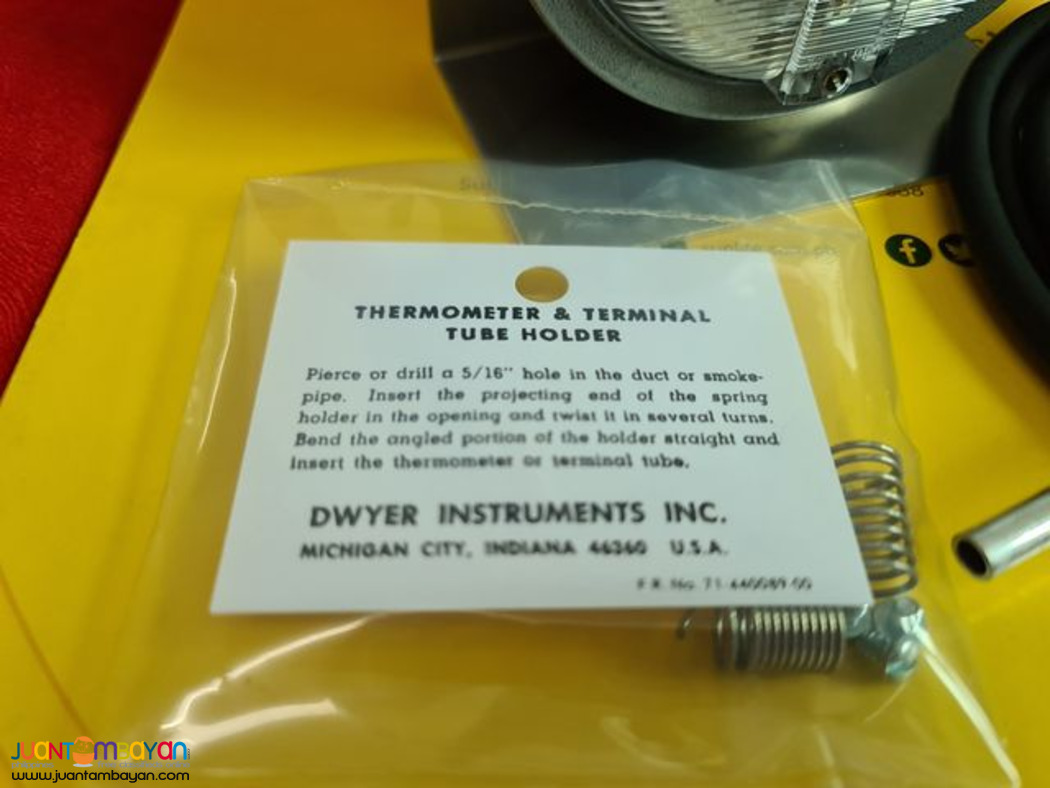 THERMOMETER & TERMINAL
TUBE HOLDER
Pierce or drill a 5/16" hole in the duct or smoke-
pipe. Insert the projecting end of the spring
holder in the opening and twist it in several turns.
Bend the angled portion of the holder straight and
insert the thermometer or terminal tube.
DWYER INSTRUMENTS INC.
MICHIGAN CITY, INDIANA 46360 U.S.A.
JUANTAMBAYAN
www.juantambayan.com